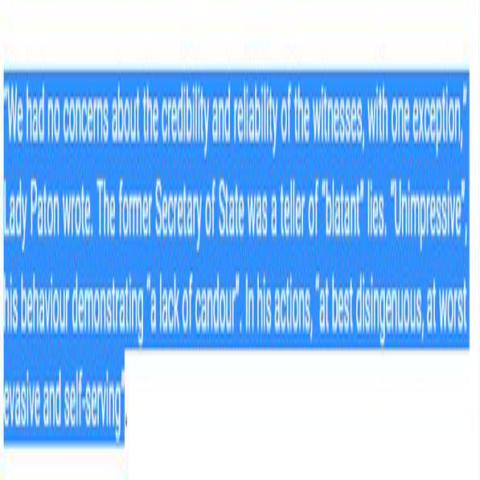 "We had no concerns about the credibility and reliability of the witnesses, with one exception,"
Lady Paton wrote. The former Secretary of State was a teller of "blatant" lies. "Unimpressive",
his behaviour demonstrating "a lack of candour". In his actions, "at best disingenuous, at worst
evasive and self-serving".